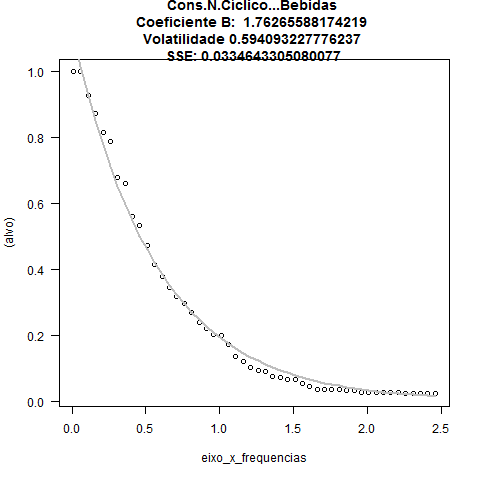 Cons.N.Ciclico...Bebidas
Coeficiente B:  1.76265588174219
Volatilidade 0.594093227776237
SSE: 0.0334643305080077
1.0
0.8
0.6
0.4
0.2
0.0
(alvo)
0.0 0.5 1.0 1.5 2.0 2.5
eixo_x_frequencias